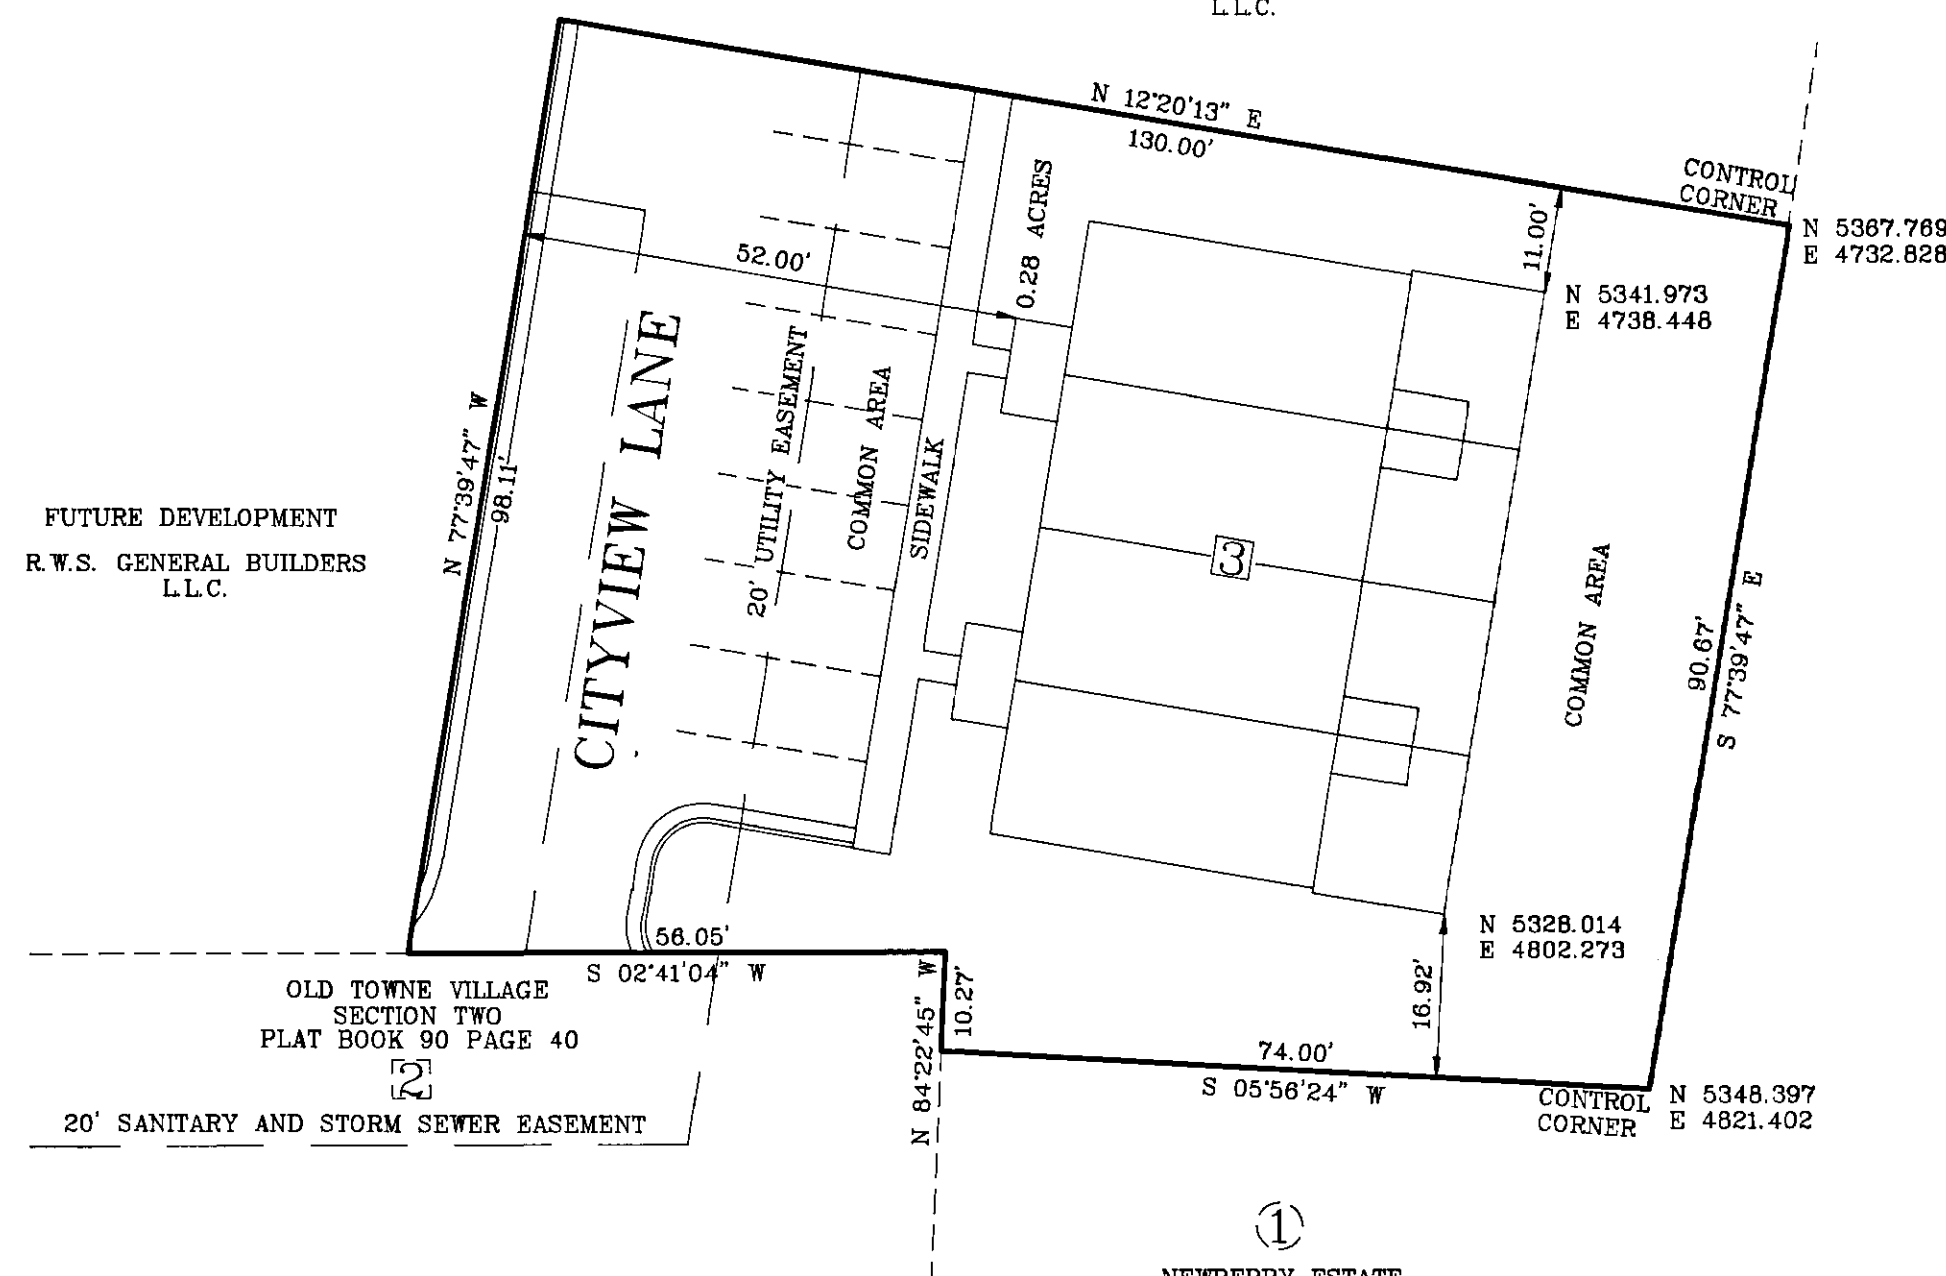 L.L.C.
N 12°20'13" E
130.00'
CONTROL
CORNER
N 5367.769
E 4732.828
11.00'
N 5341.973
E 4738.448
0.28 ACRES
52.00'
CITYVIEW LANE
20' UTILITY EASEMENT
COMMON AREA
SIDEWALK
N 77°39'47" W
98.11'
FUTURE DEVELOPMENT
R.W.S. GENERAL BUILDERS
L.L.C.
3
COMMON AREA
90.67'
S 77°39'47" E
N 5328.014
E 4802.273
16.92'
56.05'
S 02°41'04" W
N 84°22'45" W
10.27'
74.00'
S 05°56'24" W
CONTROL
CORNER
N 5348.397
E 4821.402
OLD TOWNE VILLAGE
SECTION TWO
PLAT BOOK 90 PAGE 40
2
20' SANITARY AND STORM SEWER EASEMENT
1
NEWBERRY ESTATE